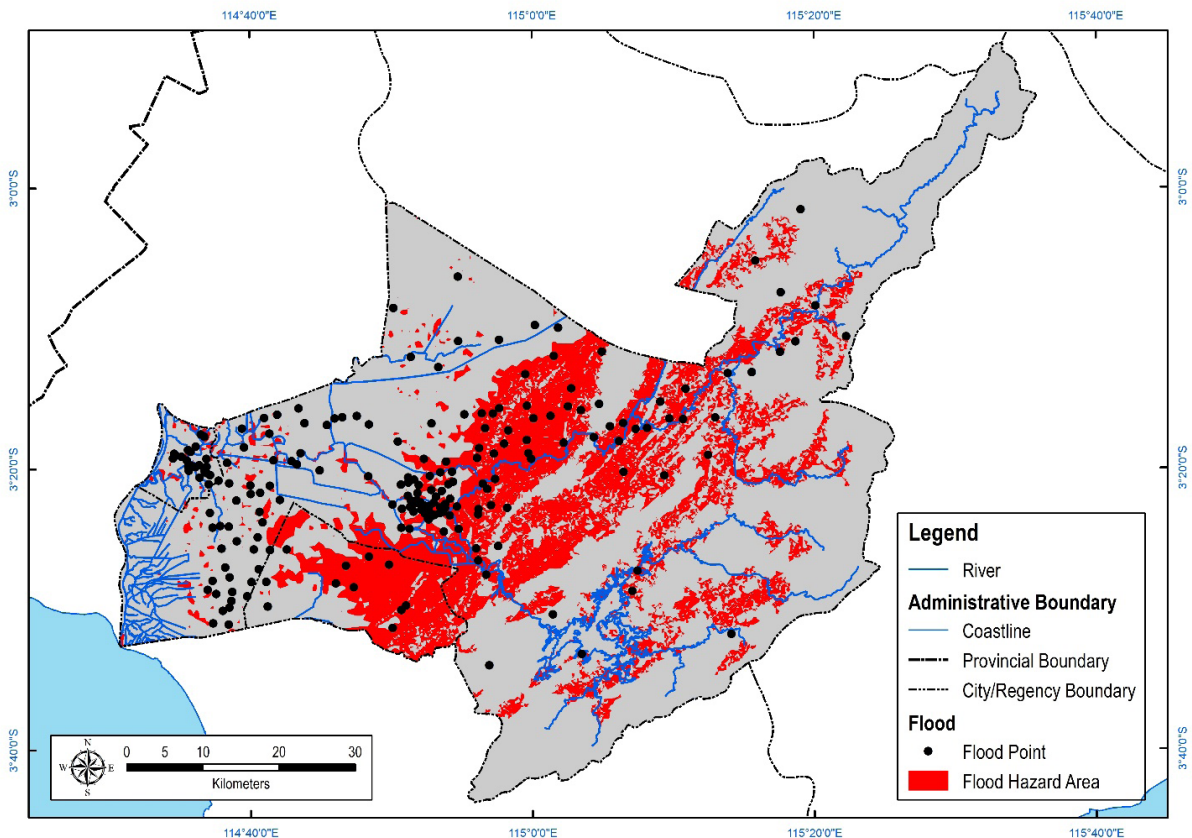 114°40'0"E 115°0'0"E 115°20'0"E 115°40'0"E
3°0'0"S 3°0'0"S
3°20'0"S 3°20'0"S
Legend
River
Administrative Boundary
Coastline
Provincial Boundary
City/Regency Boundary
Flood
Flood Point
Flood Hazard Area
3°40'0"S 3°40'0"S
N
W E
S
0 5 10 20 30
Kilometers
114°40'0"E 115°0'0"E 115°20'0"E 115°40'0"E